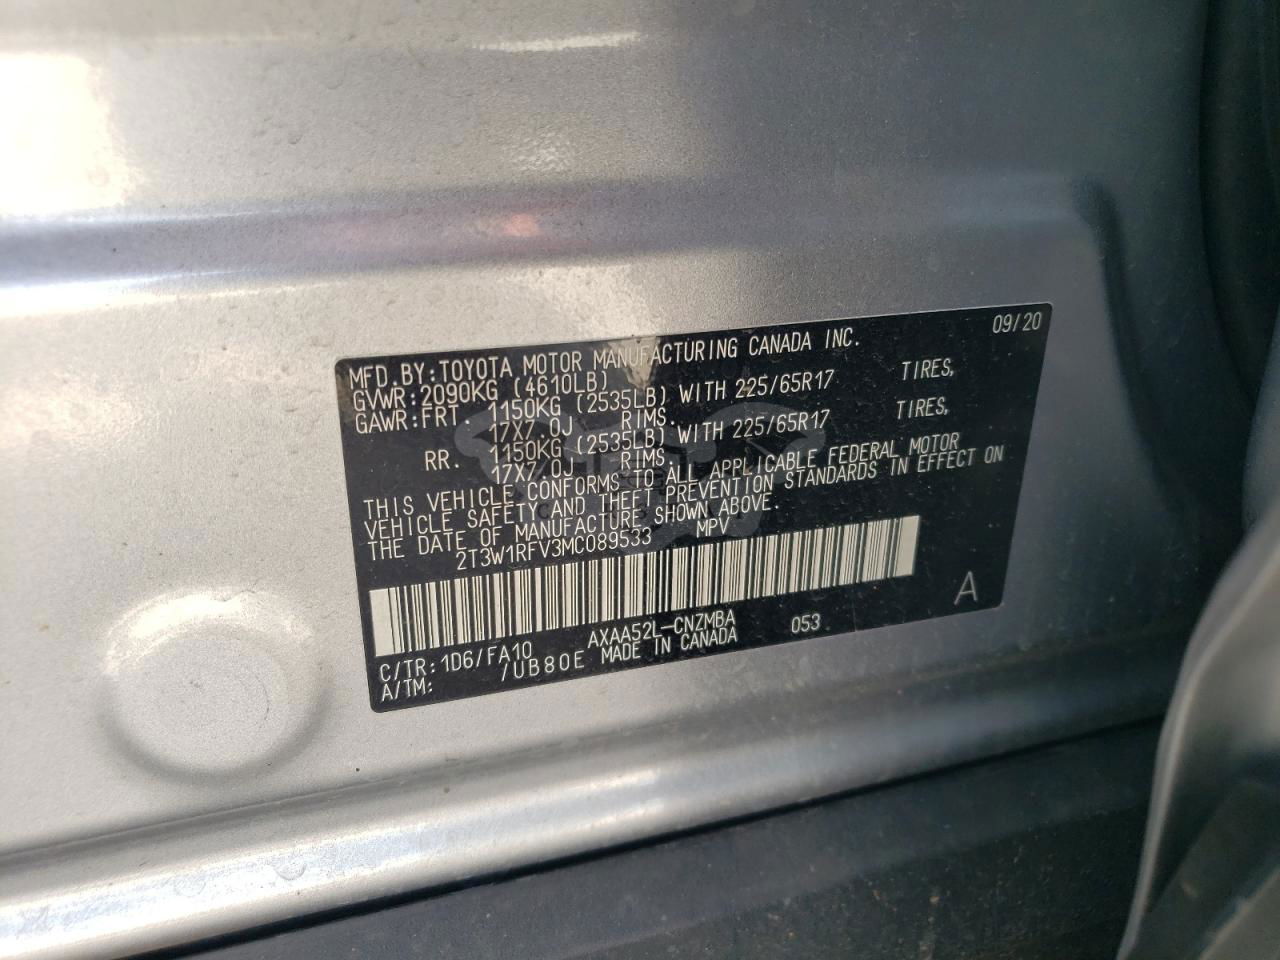 09/20
MFD.BY:TOYOTA MOTOR MANUFACTURING CANADA INC.
GVWR:2090KG (4610LB)
GAWR:FRT. 1150KG (2535LB) WITH 225/65R17 TIRES,
17X7.0J RIMS.
RR. 1150KG (2535LB) WITH 225/65R17 TIRES,
17X7.0J RIMS.
THIS VEHICLE CONFORMS TO ALL APPLICABLE FEDERAL MOTOR
VEHICLE SAFETY AND THEFT PREVENTION STANDARDS IN EFFECT ON
THE DATE OF MANUFACTURE SHOWN ABOVE.
2T3W1RFV3MC089533 MPV
A
C/TR:1D6/FA10 AXAA52L-CNZMBA 053
A/TM: /UB80E MADE IN CANADA